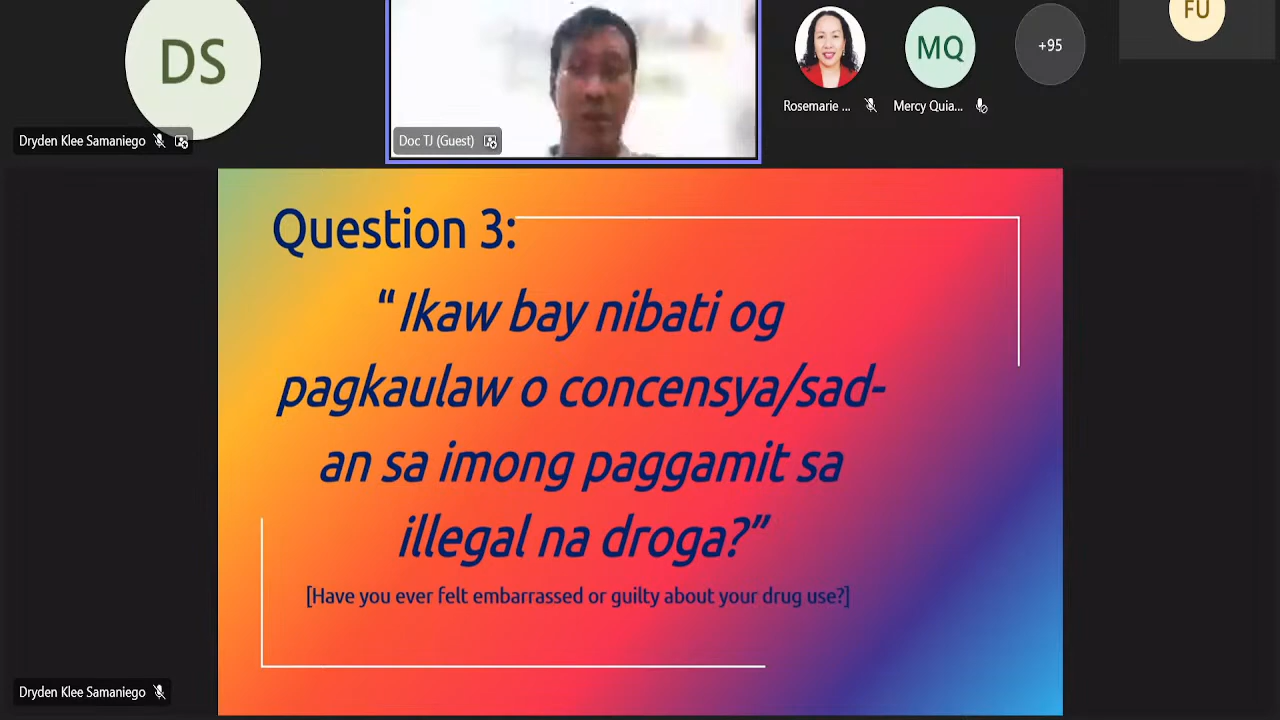 DS
FU
MQ
+95
Rosemarie ...
Mercy Quia...
Dryden Klee Samaniego
Doc TJ (Guest)
Question 3:
“ Ikaw bay nibati og
pagkaulaw o concensya/sad-
an sa imong paggamit sa
illegal na droga?”
[Have you ever felt embarrassed or guilty about your drug use?]
Dryden Klee Samaniego